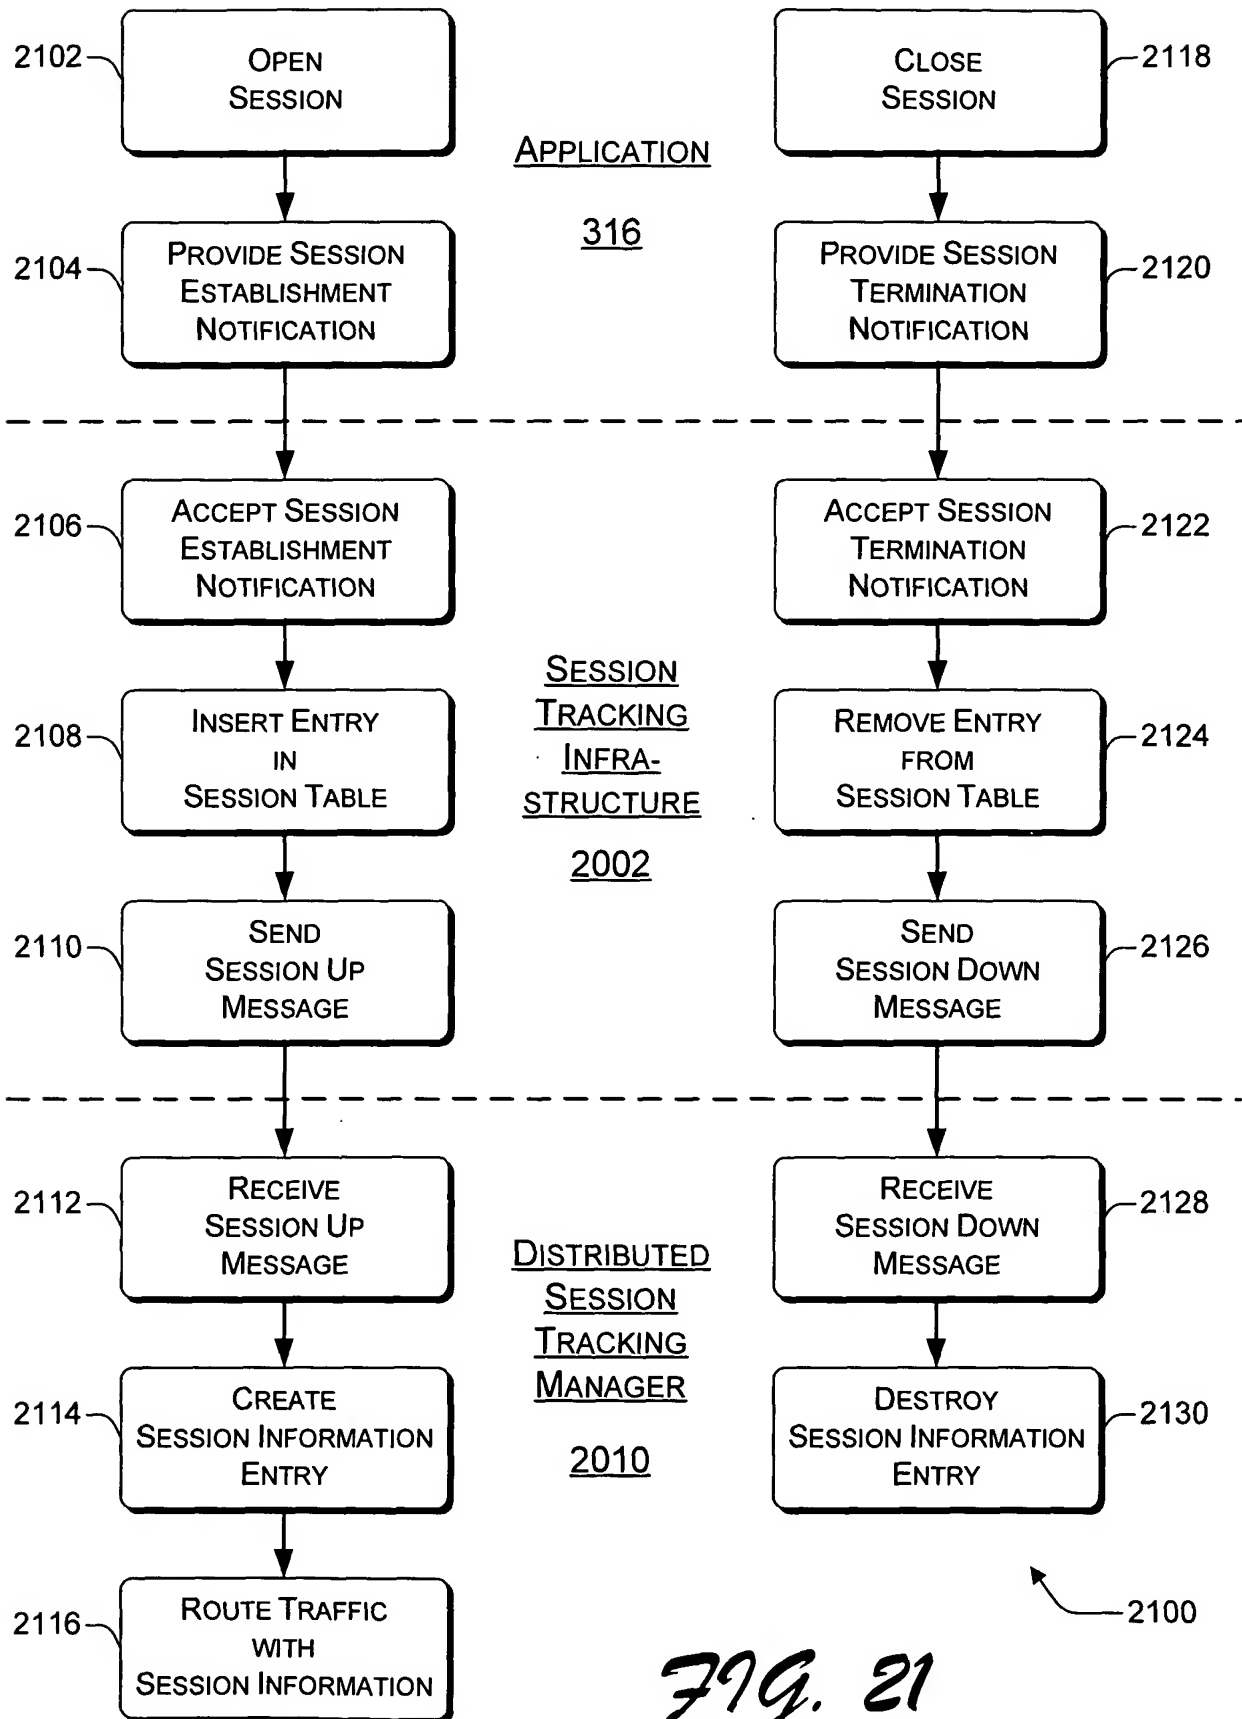 2102
OPEN
SESSION
CLOSE
SESSION
2118
APPLICATION
316
2104
PROVIDE SESSION
ESTABLISHMENT
NOTIFICATION
PROVIDE SESSION
TERMINATION
NOTIFICATION
2120
2106
ACCEPT SESSION
ESTABLISHMENT
NOTIFICATION
ACCEPT SESSION
TERMINATION
NOTIFICATION
2122
SESSION
TRACKING
INFRA-
STRUCTURE
2002
2108
INSERT ENTRY
IN
SESSION TABLE
REMOVE ENTRY
FROM
SESSION TABLE
2124
2110
SEND
SESSION UP
MESSAGE
SEND
SESSION DOWN
MESSAGE
2126
2112
RECEIVE
SESSION UP
MESSAGE
RECEIVE
SESSION DOWN
MESSAGE
2128
DISTRIBUTED
SESSION
TRACKING
MANAGER
2010
2114
CREATE
SESSION INFORMATION
ENTRY
DESTROY
SESSION INFORMATION
ENTRY
2130
2116
ROUTE TRAFFIC
WITH
SESSION INFORMATION
2100
FIG. 21